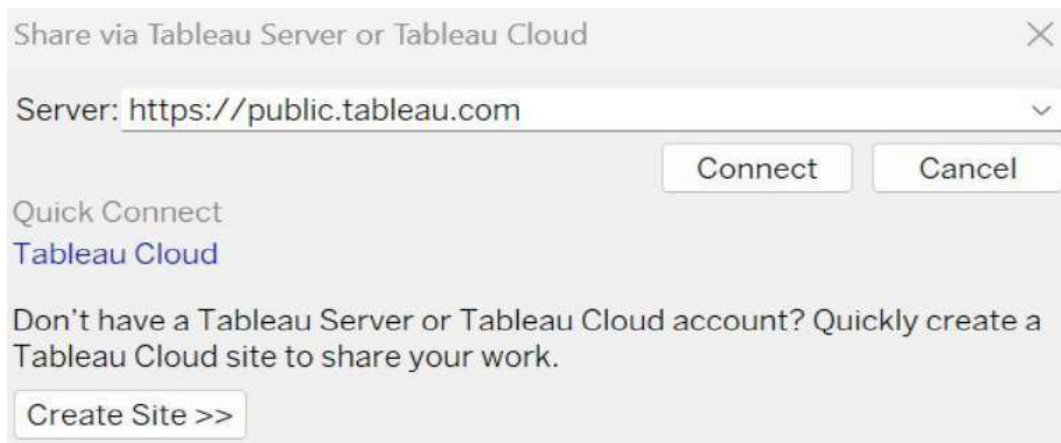 Share via Tableau Server or Tableau Cloud
Server: https://public.tableau.com
Connect Cancel
Quick Connect
Tableau Cloud
Don't have a Tableau Server or Tableau Cloud account? Quickly create a
Tableau Cloud site to share your work.
Create Site >>